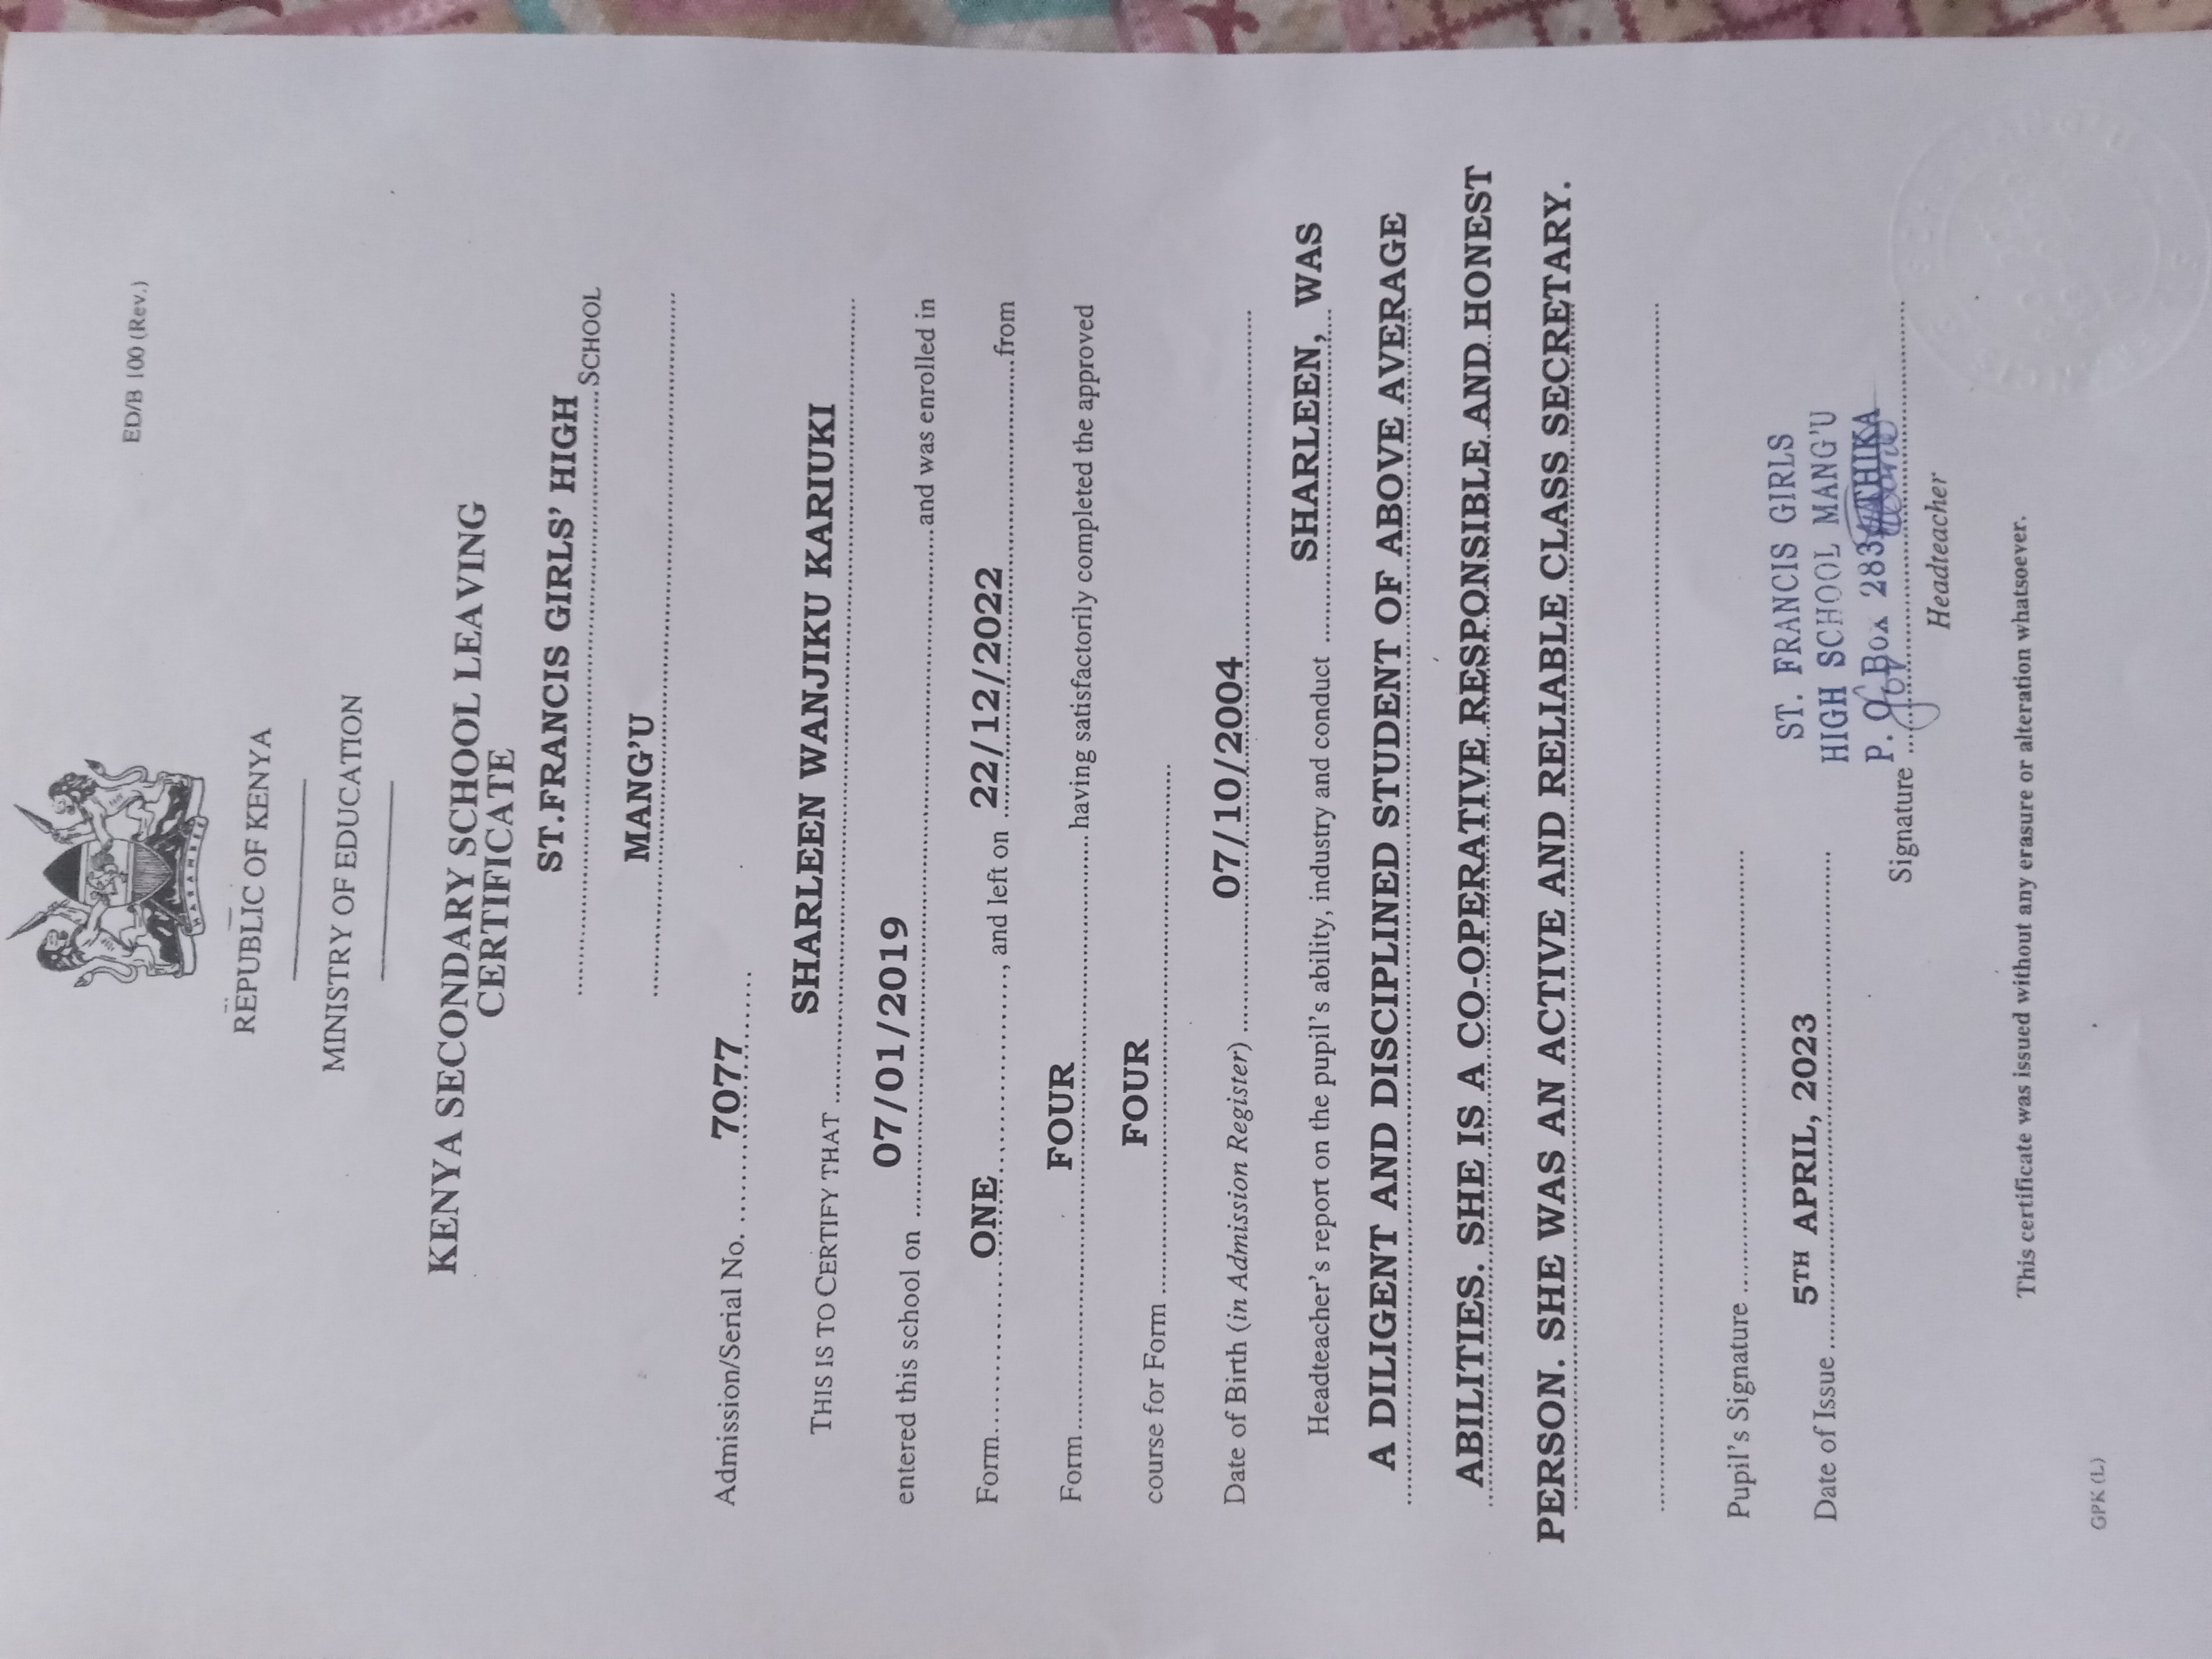 HARAMBEE
ED/B 100 (Rev.)
REPUBLIC OF KENYA
MINISTRY OF EDUCATION
KENYA SECONDARY SCHOOL LEAVING
CERTIFICATE
ST.FRANCIS GIRLS' HIGH SCHOOL
MANG'U
Admission/Serial No. 7077
THIS IS TO CERTIFY THAT SHARLEEN WANJIKU KARIUKI
entered this school on 07/01/2019 and was enrolled in
Form ONE, and left on 22/12/2022 from
Form FOUR having satisfactorily completed the approved
course for Form FOUR
Date of Birth (in Admission Register) 07/10/2004
Headteacher's report on the pupil's ability, industry and conduct SHARLEEN, WAS
A DILIGENT AND DISCIPLINED STUDENT OF ABOVE AVERAGE
ABILITIES. SHE IS A CO-OPERATIVE RESPONSIBLE AND HONEST
PERSON. SHE WAS AN ACTIVE AND RELIABLE CLASS SECRETARY.
Pupil's Signature
Date of Issue 5TH APRIL, 2023
ST. FRANCIS GIRLS
HIGH SCHOOL MANG'U
P. O. Box THIKA
Signature
Headteacher
This certificate was issued without any erasure or alteration whatsoever.
GPK (L)